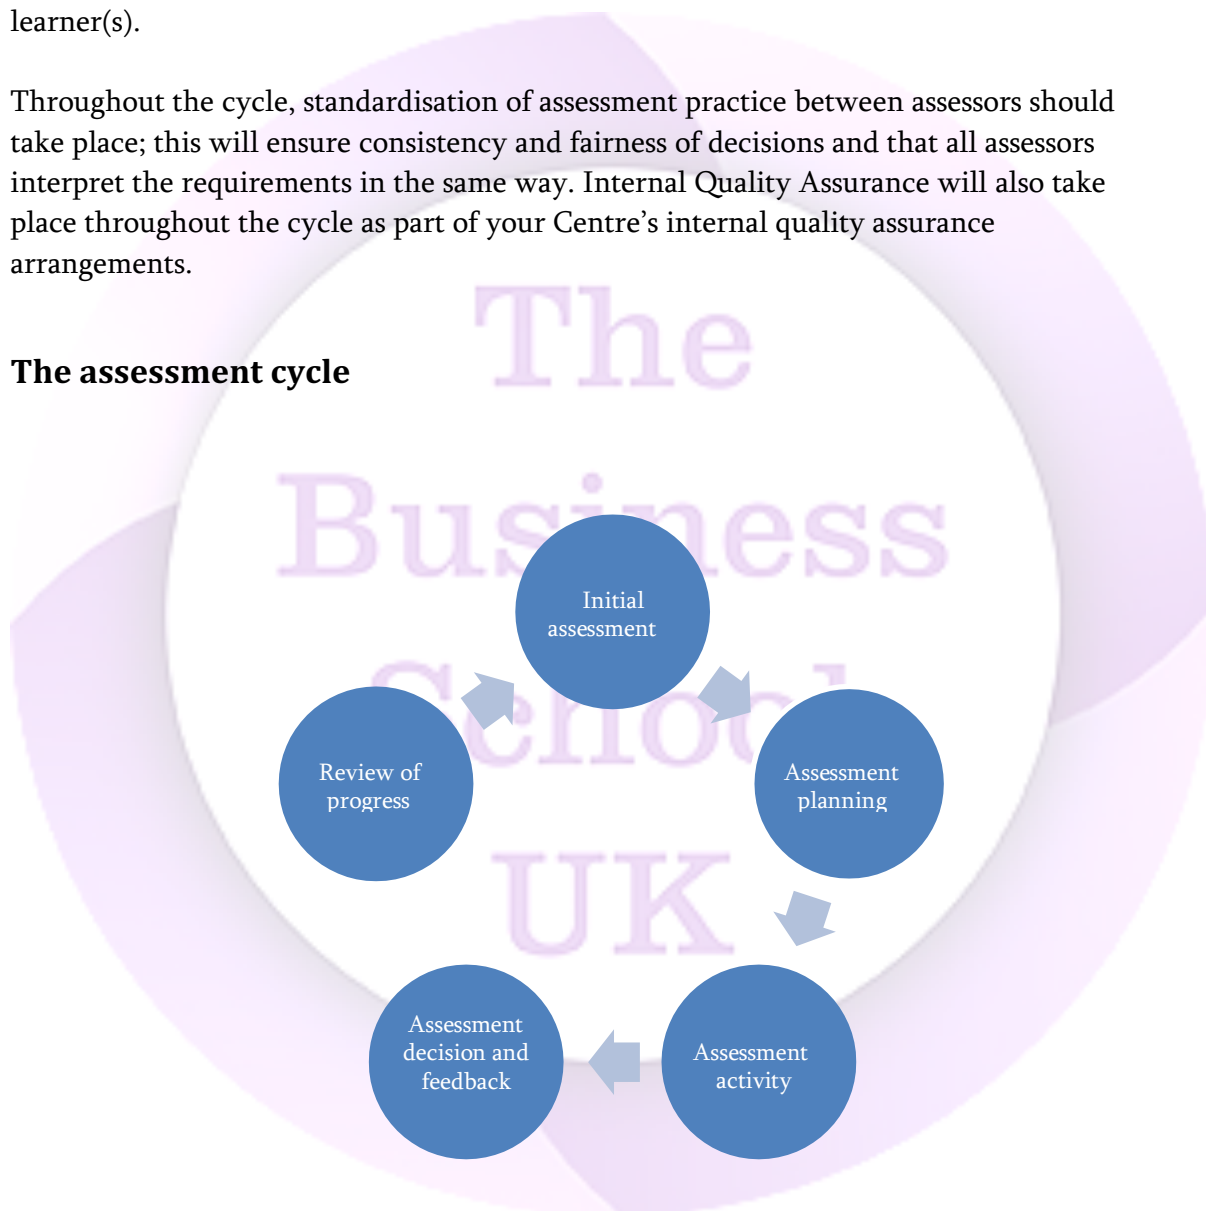 learner(s).
Throughout the cycle, standardisation of assessment practice between assessors should
take place; this will ensure consistency and fairness of decisions and that all assessors
interpret the requirements in the same way. Internal Quality Assurance will also take
place throughout the cycle as part of your Centre’s internal quality assurance
arrangements.
The assessment cycle
The
Business
School
UK
Initial
assessment
Assessment
planning
Assessment
activity
Assessment
decision and
feedback
Review of
progress